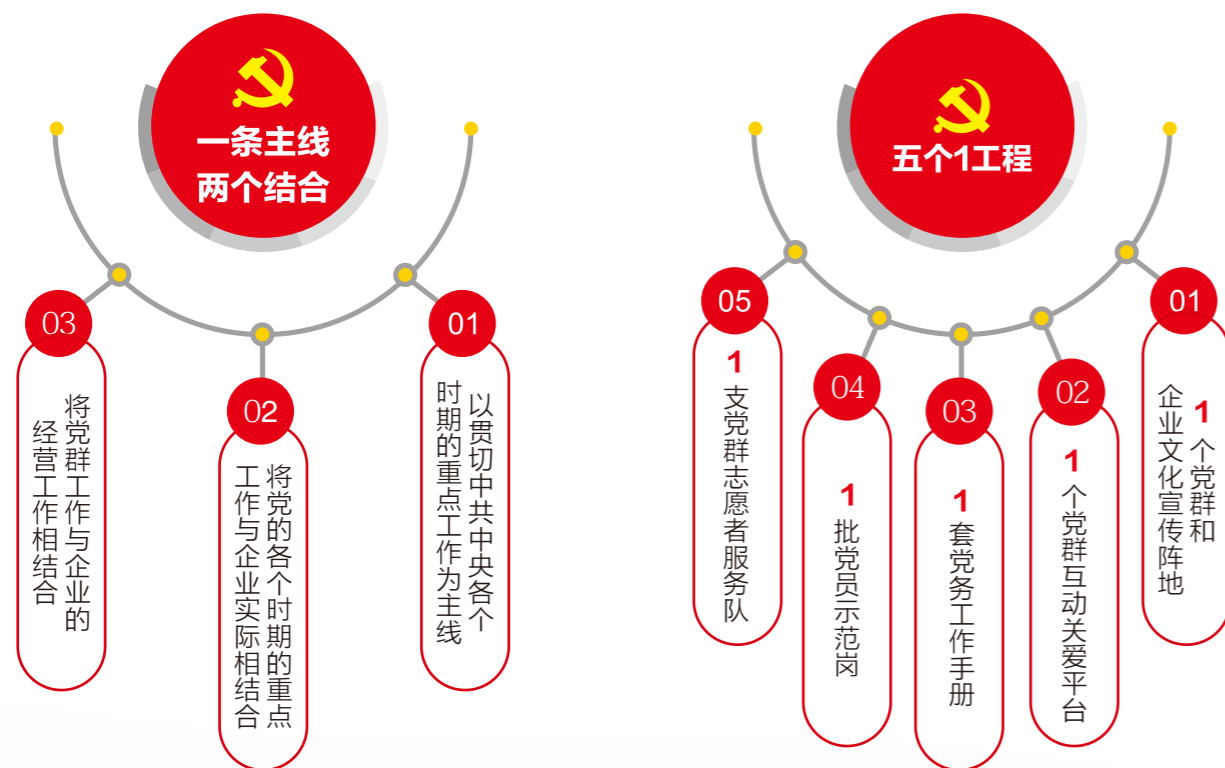 一条主线
两个结合
01
以贯切中共中央各个
时期的重点工作为主线
02
将党的各个时期的重点
工作与企业实际相结合
03
将党群工作与企业的
经营工作相结合
五个1工程
01
1个党群和
企业文化宣传阵地
02
1个党群互动关爱平台
03
1套党务工作手册
04
1批党员示范岗
05
1支党群志愿者服务队